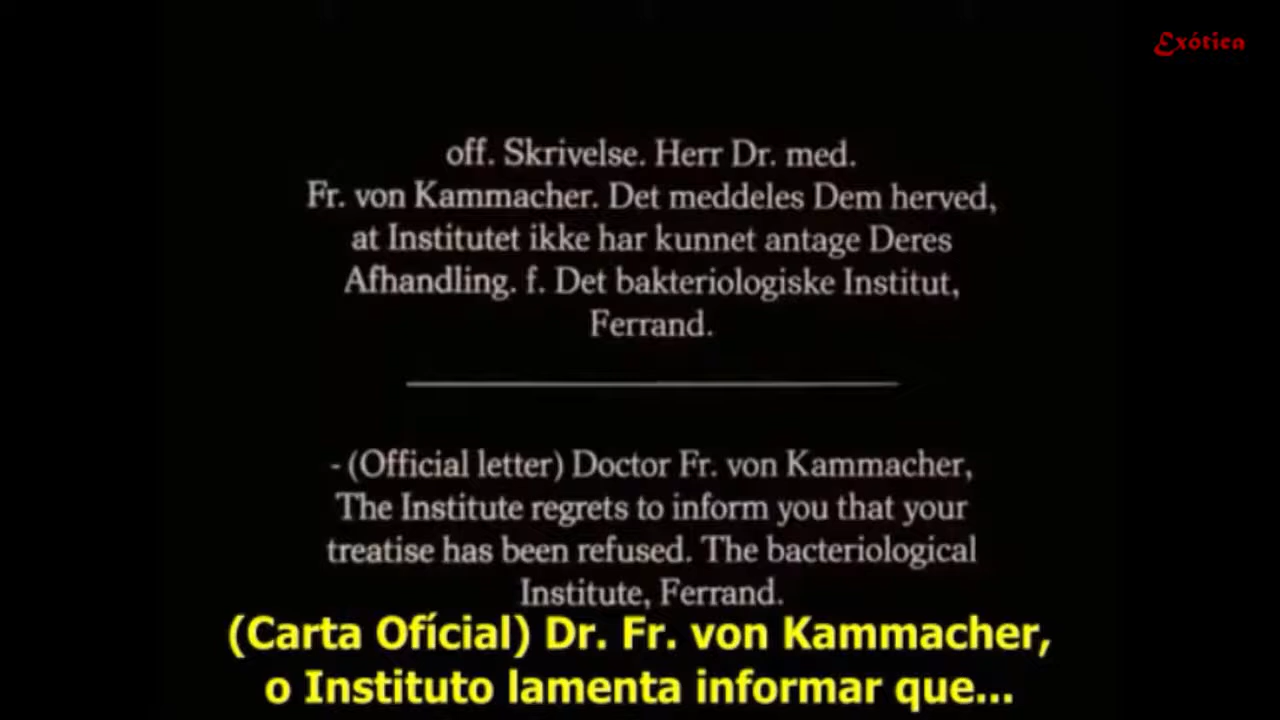 Exótica
off. Skrivelse. Herr Dr. med.
Fr. von Kammacher. Det meddeles Dem herved,
at Institutet ikke har kunnet antage Deres
Afhandling. f. Det bakteriologiske Institut,
Ferrand.
- (Official letter) Doctor Fr. von Kammacher,
The Institute regrets to inform you that your
treatise has been refused. The bacteriological
Institute, Ferrand.
(Carta Ofícial) Dr. Fr. von Kammacher,
o Instituto lamenta informar que...